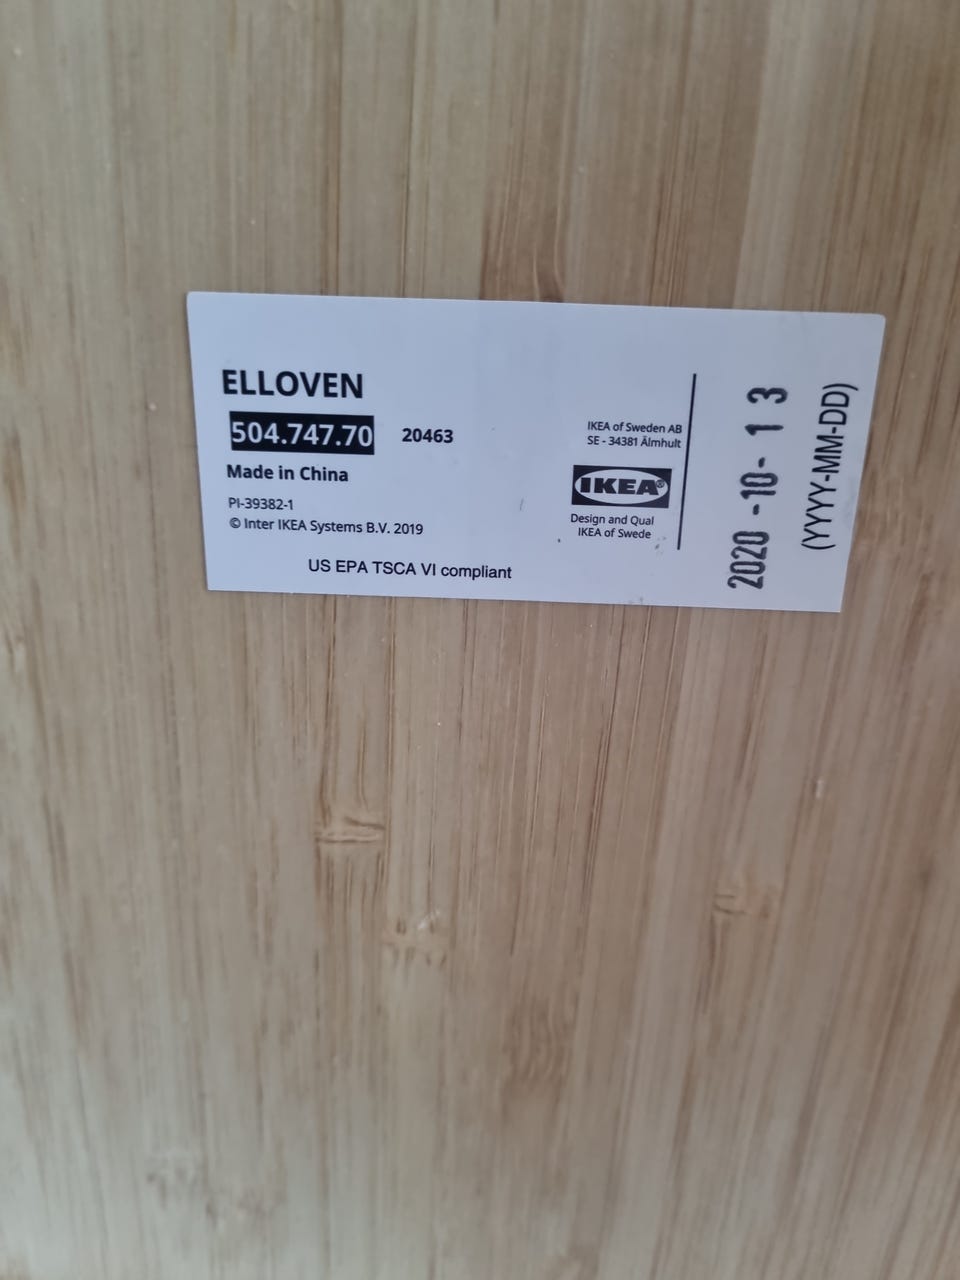 ELLOVEN
504.747.70 20463
Made in China
PI-39382-1
© Inter IKEA Systems B.V. 2019
US EPA TSCA VI compliant
IKEA of Sweden AB
SE - 34381 Älmhult
IKEA®
Design and Qual
IKEA of Swede
2020 -10- 1 3
(YYYY-MM-DD)